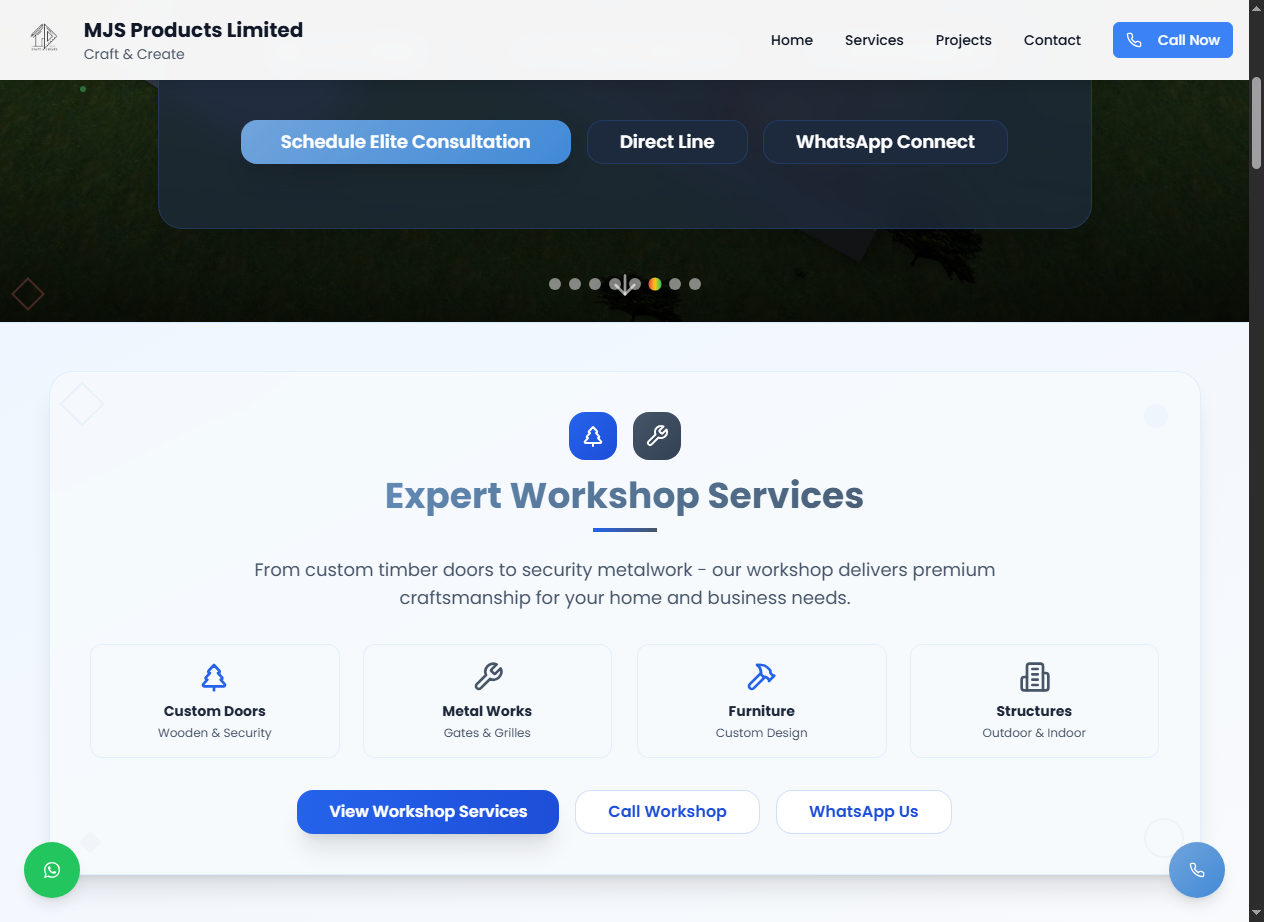 MJS Products Limited
Craft & Create
Home
Services
Projects
Contact
Call Now
Schedule Elite Consultation
Direct Line
WhatsApp Connect
Expert Workshop Services
From custom timber doors to security metalwork - our workshop delivers premium
craftsmanship for your home and business needs.
Custom Doors
Wooden & Security
Metal Works
Gates & Grilles
Furniture
Custom Design
Structures
Outdoor & Indoor
View Workshop Services
Call Workshop
WhatsApp Us